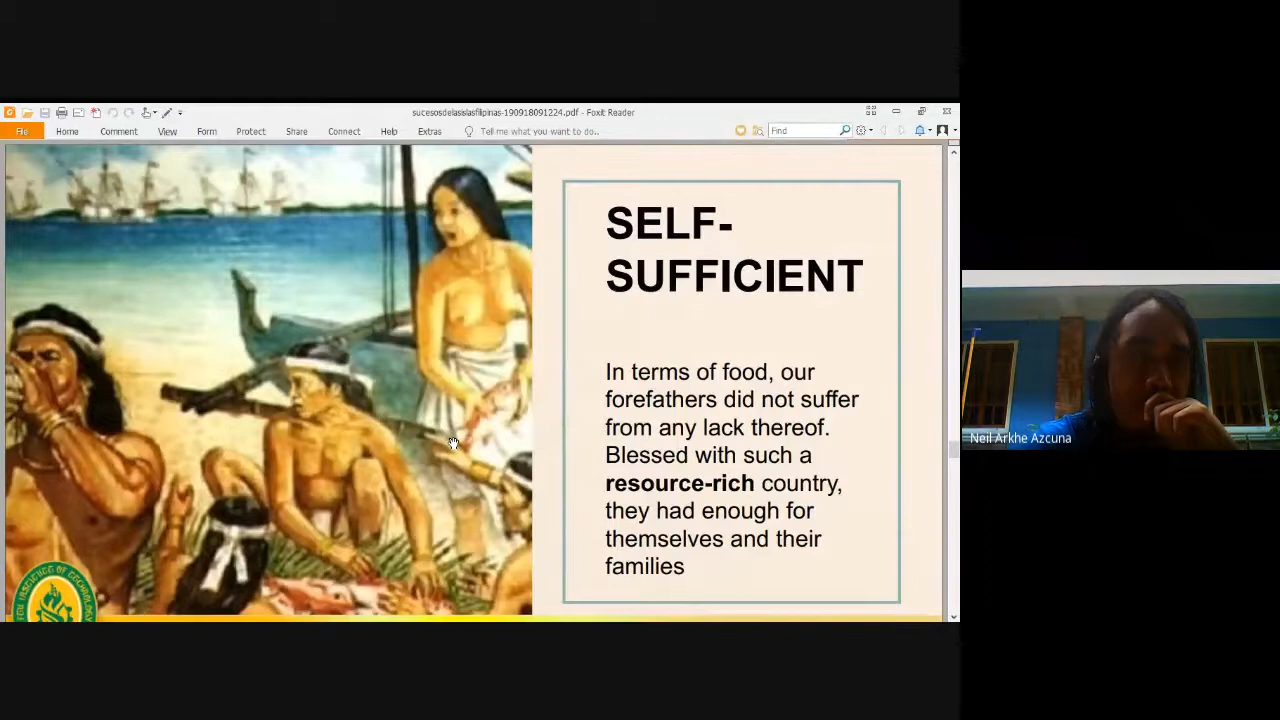 sucesosdelasislasfilipinas-190918091224.pdf - Foxit Reader
File Home Comment View Form Protect Share Connect Help Extras Tell me what you want to do.. Find
SELF-
SUFFICIENT
In terms of food, our
forefathers did not suffer
from any lack thereof.
Blessed with such a
resource-rich country,
they had enough for
themselves and their
families
Neil Arkhe Azcuna